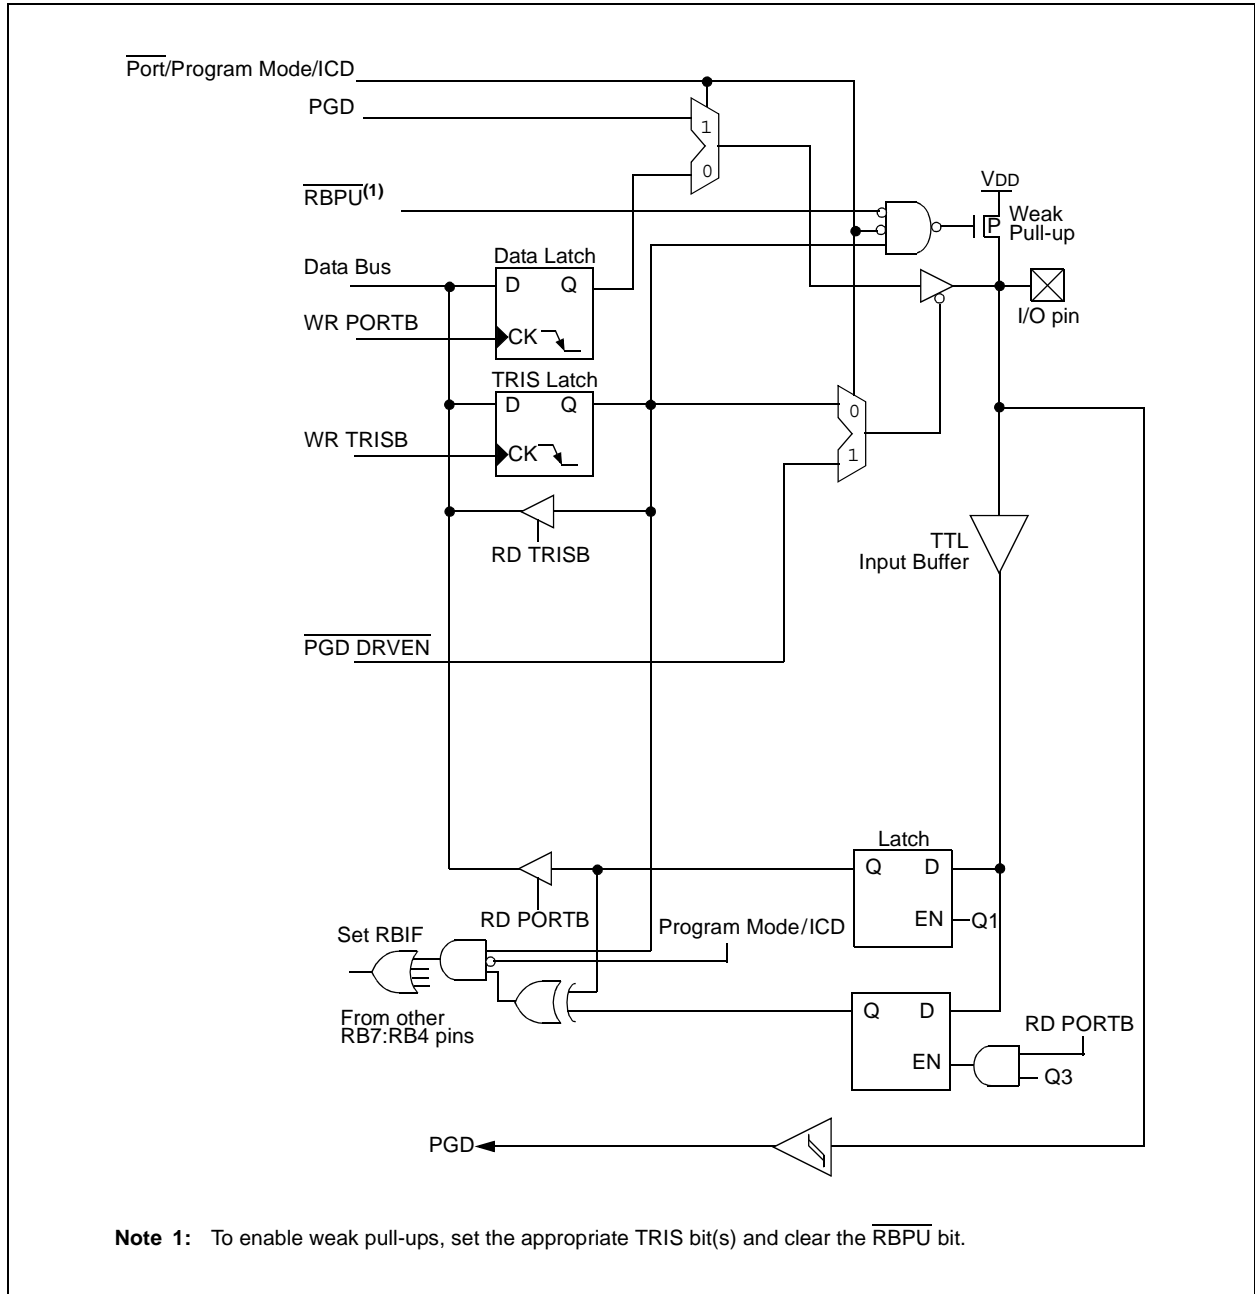 Port/Program Mode/ICD
PGD
1
0
RBPU(1)
VDD
P
Weak
Pull-up
Data Bus
Data Latch
D Q
I/O pin
WR PORTB
CK
TRIS Latch
D Q
0
WR TRISB
CK
1
RD TRISB
TTL
Input Buffer
PGD DRVEN
Latch
Q D
RD PORTB
EN
Q1
Program Mode/ICD
Set RBIF
From other
RB7:RB4 pins
Q D
RD PORTB
EN
Q3
PGD
Note 1: To enable weak pull-ups, set the appropriate TRIS bit(s) and clear the RBPU bit.